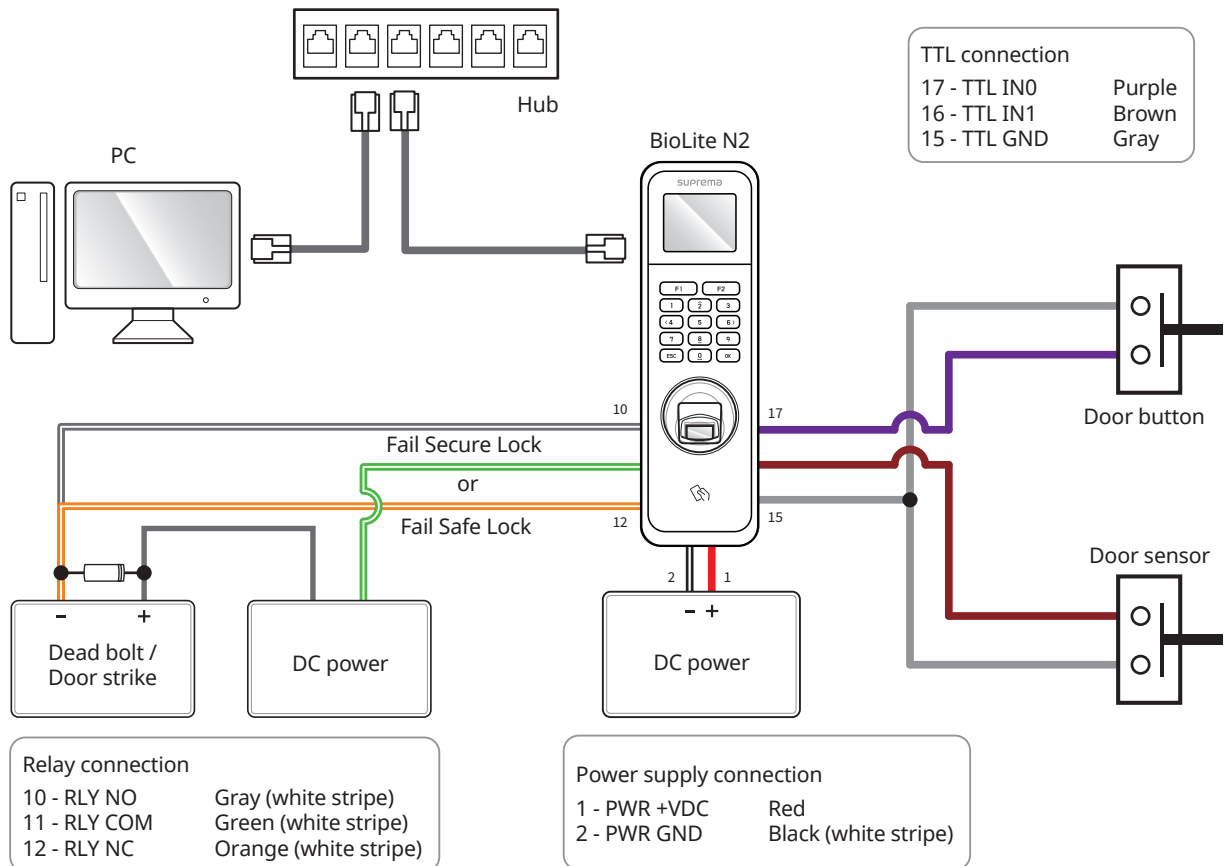 Hub
TTL connection
17 - TTL IN0 Purple
16 - TTL IN1 Brown
15 - TTL GND Gray
PC
BioLite N2
suprema
F1 F2
1 2 3
‹4 5 6›
7 8 9
ESC 0 OK
10
17
Door button
Fail Secure Lock
or
Fail Safe Lock
12
15
2 1
Door sensor
- +
Dead bolt /
Door strike
DC power
- +
DC power
Relay connection
10 - RLY NO Gray (white stripe)
11 - RLY COM Green (white stripe)
12 - RLY NC Orange (white stripe)
Power supply connection
1 - PWR +VDC Red
2 - PWR GND Black (white stripe)